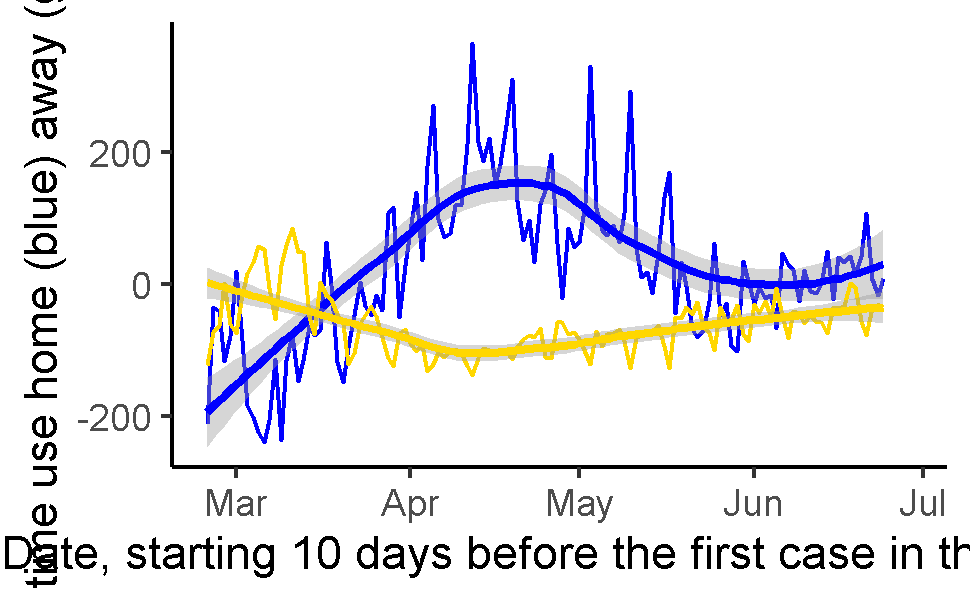 time use home (blue) away (
200
0
-200
Mar Apr May Jun Jul
Date, starting 10 days before the first case in th